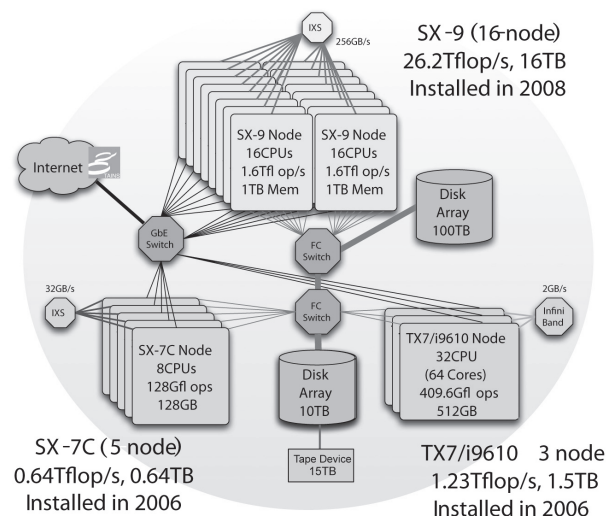 IXS
256GB/s
SX-9 (16-node)
26.2Tflop/s, 16TB
Installed in 2008
SX-9 Node
16CPUs
1.6Tfl op/s
1TB Mem
SX-9 Node
16CPUs
1.6Tfl op/s
1TB Mem
Internet
Disk
Array
100TB
GbE
Switch
FC
Switch
32GB/s
IXS
FC
Switch
2GB/s
Infini
Band
SX-7C Node
8CPUs
128Gfl ops
128GB
Disk
Array
10TB
TX7/i9610 Node
32CPU
(64 Cores)
409.6Gfl ops
512GB
Tape Device
15TB
SX-7C (5 node)
0.64Tflop/s, 0.64TB
Installed in 2006
TX7/i9610 3 node
1.23Tflop/s, 1.5TB
Installed in 2006